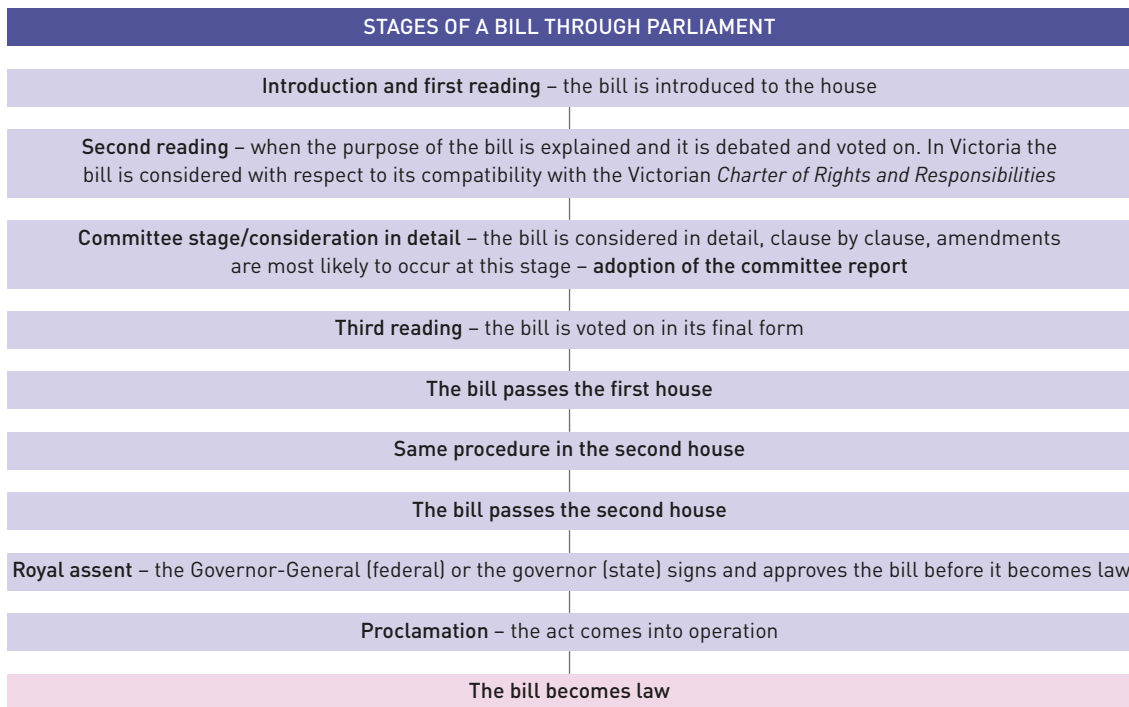 STAGES OF A BILL THROUGH PARLIAMENT
Introduction and first reading – the bill is introduced to the house
Second reading – when the purpose of the bill is explained and it is debated and voted on. In Victoria the
bill is considered with respect to its compatibility with the Victorian Charter of Rights and Responsibilities
Committee stage/consideration in detail – the bill is considered in detail, clause by clause, amendments
are most likely to occur at this stage – adoption of the committee report
Third reading – the bill is voted on in its final form
The bill passes the first house
Same procedure in the second house
The bill passes the second house
Royal assent – the Governor-General (federal) or the governor (state) signs and approves the bill before it becomes law
Proclamation – the act comes into operation
The bill becomes law